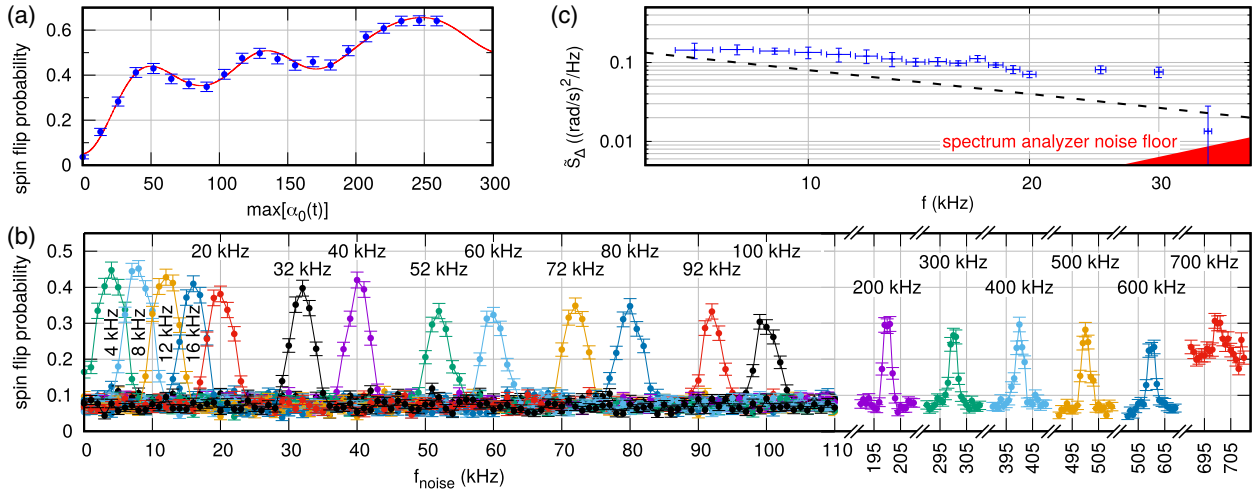 (a)
spin flip probability
0.6
0.4
0.2
0
0 50 100 150 200 250 300
max[α₀(t)]
(c)
S̃_Δ ((rad/s)²/Hz)
0.1
0.01
spectrum analyzer noise floor
10 20 30
f (kHz)
(b)
spin flip probability
0.5
0.4
0.3
0.2
0.1
0
4 kHz
8 kHz
12 kHz
16 kHz
20 kHz
32 kHz
40 kHz
52 kHz
60 kHz
72 kHz
80 kHz
92 kHz
100 kHz
200 kHz
300 kHz
400 kHz
500 kHz
600 kHz
700 kHz
0 10 20 30 40 50 60 70 80 90 100 110
195 205 295 305 395 405 495 505 595 605 695 705
f_noise (kHz)